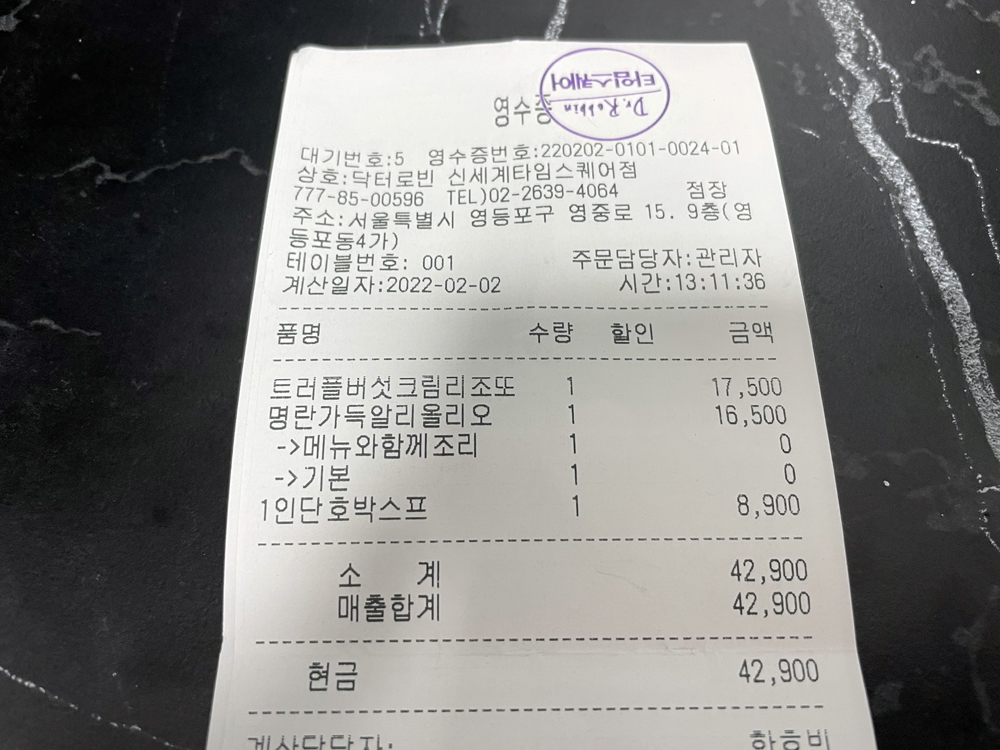 타임스퀘어
Dr.Robbin
영수증
대기번호:5 영수증번호:220202-0101-0024-01
상호:닥터로빈 신세계타임스퀘어점
777-85-00596 TEL)02-2639-4064 점장
주소:서울특별시 영등포구 영중로 15. 9층(영
등포동4가)
테이블번호: 001 주문담당자:관리자
계산일자:2022-02-02 시간:13:11:36
품명 수량 할인 금액
트러플버섯크림리조또 1 17,500
명란가득알리올리오 1 16,500
->메뉴와함께조리 1 0
->기본 1 0
1인단호박스프 1 8,900
소 계 42,900
매출합계 42,900
현금 42,900
계산담당자: